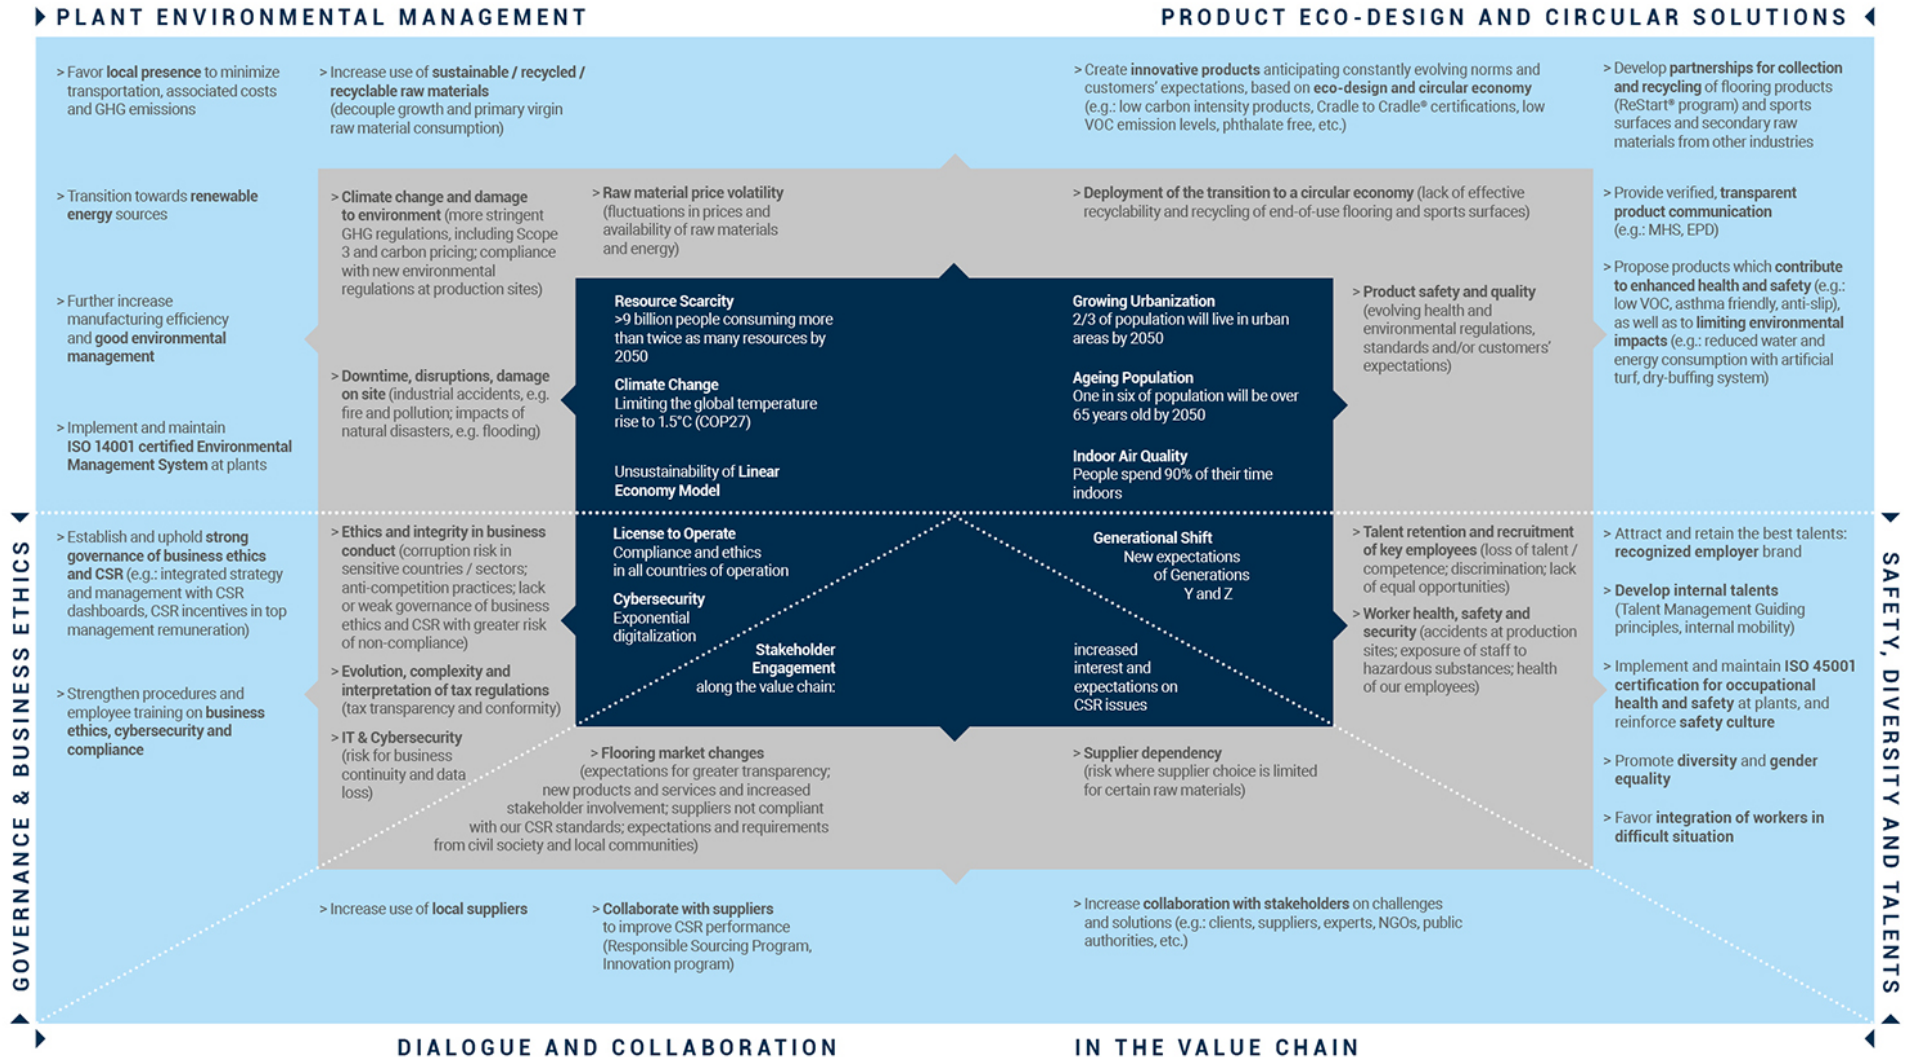 PLANT ENVIRONMENTAL MANAGEMENT
PRODUCT ECO-DESIGN AND CIRCULAR SOLUTIONS
> Favor local presence to minimize
transportation, associated costs
and GHG emissions
> Increase use of sustainable / recycled /
recyclable raw materials
(decouple growth and primary virgin
raw material consumption)
> Create innovative products anticipating constantly evolving norms and
customers' expectations, based on eco-design and circular economy
(e.g.: low carbon intensity products, Cradle to Cradle® certifications, low
VOC emission levels, phthalate free, etc.)
> Develop partnerships for collection
and recycling of flooring products
(ReStart® program) and sports
surfaces and secondary raw
materials from other industries
> Transition towards renewable
energy sources
> Further increase
manufacturing efficiency
and good environmental
management
> Implement and maintain
ISO 14001 certified Environmental
Management System at plants
> Climate change and damage
to environment (more stringent
GHG regulations, including Scope
3 and carbon pricing; compliance
with new environmental
regulations at production sites)
> Downtime, disruptions, damage
on site (industrial accidents, e.g.
fire and pollution; impacts of
natural disasters, e.g. flooding)
> Raw material price volatility
(fluctuations in prices and
availability of raw materials
and energy)
> Deployment of the transition to a circular economy (lack of effective
recyclability and recycling of end-of-use flooring and sports surfaces)
> Provide verified, transparent
product communication
(e.g.: MHS, EPD)
> Propose products which contribute
to enhanced health and safety (e.g.:
low VOC, asthma friendly, anti-slip),
as well as to limiting environmental
impacts (e.g.: reduced water and
energy consumption with artificial
turf, dry-buffing system)
Resource Scarcity
>9 billion people consuming more
than twice as many resources by
2050
Climate Change
Limiting the global temperature
rise to 1.5°C (COP27)
Unsustainability of Linear
Economy Model
Growing Urbanization
2/3 of population will live in urban
areas by 2050
Ageing Population
One in six of population will be over
65 years old by 2050
Indoor Air Quality
People spend 90% of their time
indoors
> Product safety and quality
(evolving health and
environmental regulations,
standards and/or customers'
expectations)
GOVERNANCE & BUSINESS ETHICS
> Establish and uphold strong
governance of business ethics
and CSR (e.g.: integrated strategy
and management with CSR
dashboards, CSR incentives in top
management remuneration)
> Strengthen procedures and
employee training on business
ethics, cybersecurity and
compliance
> Ethics and integrity in business
conduct (corruption risk in
sensitive countries / sectors;
anti-competition practices; lack
or weak governance of business
ethics and CSR with greater risk
of non-compliance)
> Evolution, complexity and
interpretation of tax regulations
(tax transparency and conformity)
> IT & Cybersecurity
(risk for business
continuity and data
loss)
License to Operate
Compliance and ethics
in all countries of operation
Cybersecurity
Exponential
digitalization
Stakeholder
Engagement
along the value chain:
increased
interest and
expectations on
CSR issues
Generational Shift
New expectations
of Generations
Y and Z
> Talent retention and recruitment
of key employees (loss of talent /
competence; discrimination; lack
of equal opportunities)
> Worker health, safety and
security (accidents at production
sites; exposure of staff to
hazardous substances; health
of our employees)
> Attract and retain the best talents:
recognized employer brand
> Develop internal talents
(Talent Management Guiding
principles, internal mobility)
> Implement and maintain ISO 45001
certification for occupational
health and safety at plants, and
reinforce safety culture
> Promote diversity and gender
equality
> Favor integration of workers in
difficult situation
SAFETY, DIVERSITY AND TALENTS
> Flooring market changes
(expectations for greater transparency;
new products and services and increased
stakeholder involvement; suppliers not compliant
with our CSR standards; expectations and requirements
from civil society and local communities)
> Supplier dependency
(risk where supplier choice is limited
for certain raw materials)
> Increase use of local suppliers
> Collaborate with suppliers
to improve CSR performance
(Responsible Sourcing Program,
Innovation program)
> Increase collaboration with stakeholders on challenges
and solutions (e.g.: clients, suppliers, experts, NGOs, public
authorities, etc.)
DIALOGUE AND COLLABORATION
IN THE VALUE CHAIN